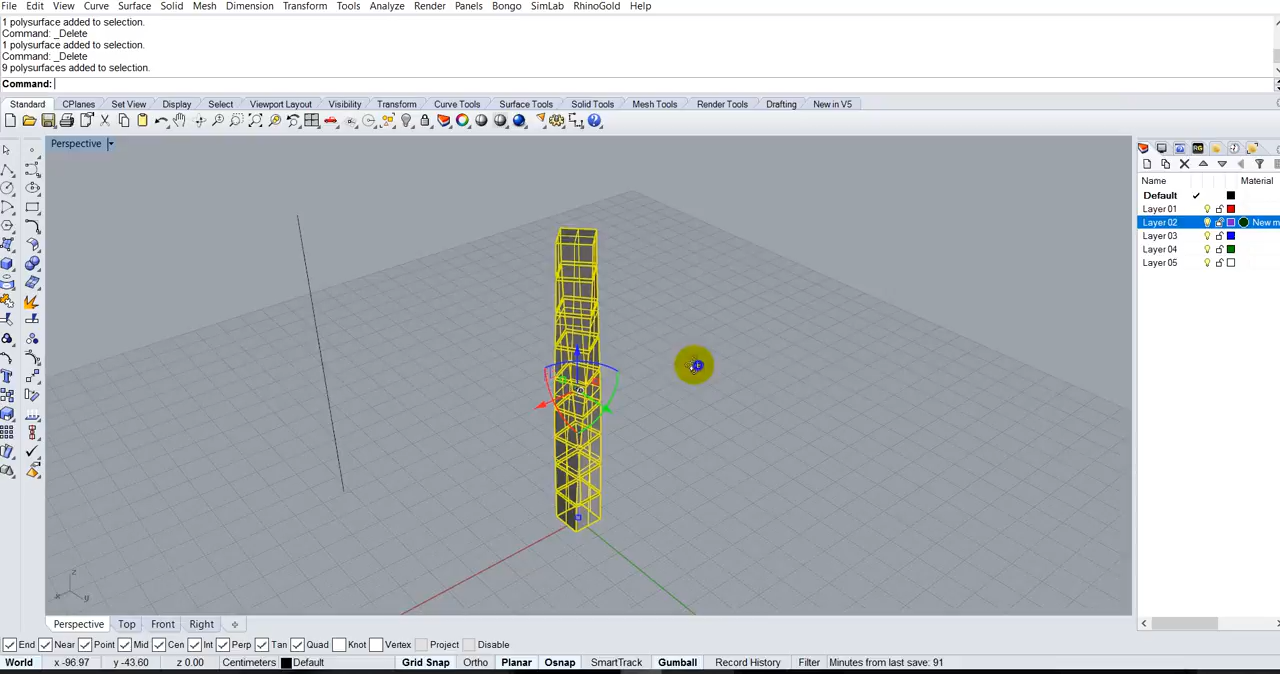 File Edit View Curve Surface Solid Mesh Dimension Transform Tools Analyze Render Panels Bongo SimLab RhinoGold Help
1 polysurface added to selection.
Command: _Delete
1 polysurface added to selection.
Command: _Delete
9 polysurfaces added to selection.
Command:
Standard CPlanes Set View Display Select Viewport Layout Visibility Transform Curve Tools Surface Tools Solid Tools Mesh Tools Render Tools Drafting New in V5
Perspective
Name Material
Default
Layer 01
Layer 02 New m
Layer 03
Layer 04
Layer 05
z
x y
Perspective Top Front Right
End Near Point Mid Cen Int Perp Tan Quad Knot Vertex Project Disable
World x -96.97 y -43.60 z 0.00 Centimeters Default Grid Snap Ortho Planar Osnap SmartTrack Gumball Record History Filter Minutes from last save: 91